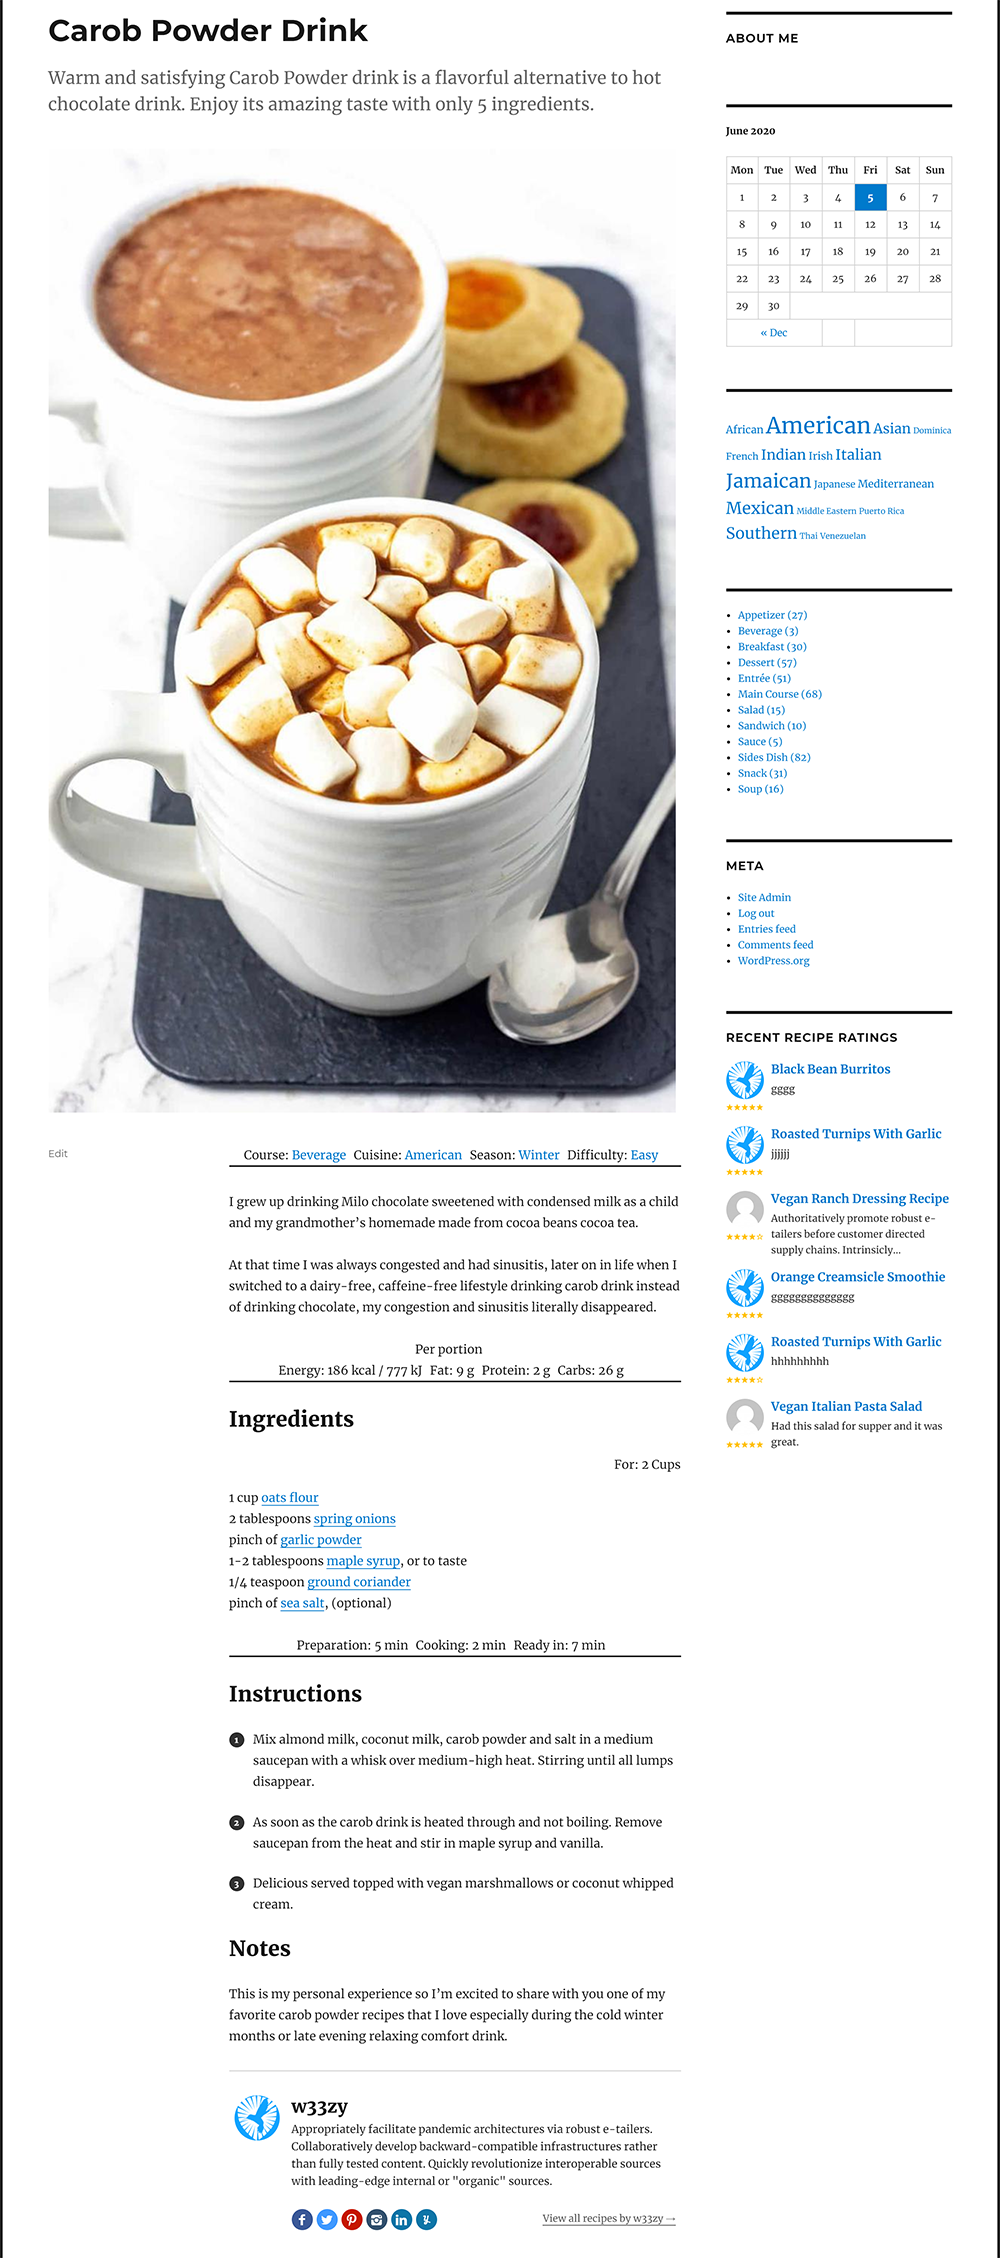 Carob Powder Drink
Warm and satisfying Carob Powder drink is a flavorful alternative to hot
chocolate drink. Enjoy its amazing taste with only 5 ingredients.
Edit
Course: Beverage Cuisine: American Season: Winter Difficulty: Easy
I grew up drinking Milo chocolate sweetened with condensed milk as a child
and my grandmother's homemade made from cocoa beans cocoa tea.
At that time I was always congested and had sinusitis, later on in life when I
switched to a dairy-free, caffeine-free lifestyle drinking carob drink instead
of drinking chocolate, my congestion and sinusitis literally disappeared.
Per portion
Energy: 186 kcal / 777 kJ Fat: 9 g Protein: 2 g Carbs: 26 g
Ingredients
For: 2 Cups
1 cup oats flour
2 tablespoons spring onions
pinch of garlic powder
1-2 tablespoons maple syrup, or to taste
1/4 teaspoon ground coriander
pinch of sea salt, (optional)
Preparation: 5 min Cooking: 2 min Ready in: 7 min
Instructions
1 Mix almond milk, coconut milk, carob powder and salt in a medium
saucepan with a whisk over medium-high heat. Stirring until all lumps
disappear.
2 As soon as the carob drink is heated through and not boiling. Remove
saucepan from the heat and stir in maple syrup and vanilla.
3 Delicious served topped with vegan marshmallows or coconut whipped
cream.
Notes
This is my personal experience so I'm excited to share with you one of my
favorite carob powder recipes that I love especially during the cold winter
months or late evening relaxing comfort drink.
w33zy
Appropriately facilitate pandemic architectures via robust e-tailers.
Collaboratively develop backward-compatible infrastructures rather
than fully tested content. Quickly revolutionize interoperable sources
with leading-edge internal or "organic" sources.
View all recipes by w33zy →
ABOUT ME
June 2020
Mon Tue Wed Thu Fri Sat Sun
1 2 3 4 5 6 7
8 9 10 11 12 13 14
15 16 17 18 19 20 21
22 23 24 25 26 27 28
29 30
« Dec
African American Asian Dominica
French Indian Irish Italian
Jamaican Japanese Mediterranean
Mexican Middle Eastern Puerto Rica
Southern Thai Venezuelan
Appetizer (27)
Beverage (3)
Breakfast (30)
Dessert (57)
Entrée (51)
Main Course (68)
Salad (15)
Sandwich (10)
Sauce (5)
Sides Dish (82)
Snack (31)
Soup (16)
META
Site Admin
Log out
Entries feed
Comments feed
WordPress.org
RECENT RECIPE RATINGS
Black Bean Burritos
gggg
Roasted Turnips With Garlic
jjjjjj
Vegan Ranch Dressing Recipe
Authoritatively promote robust e-
tailers before customer directed
supply chains. Intrinsicly...
Orange Creamsicle Smoothie
gggggggggggggg
Roasted Turnips With Garlic
hhhhhhhhh
Vegan Italian Pasta Salad
Had this salad for supper and it was
great.